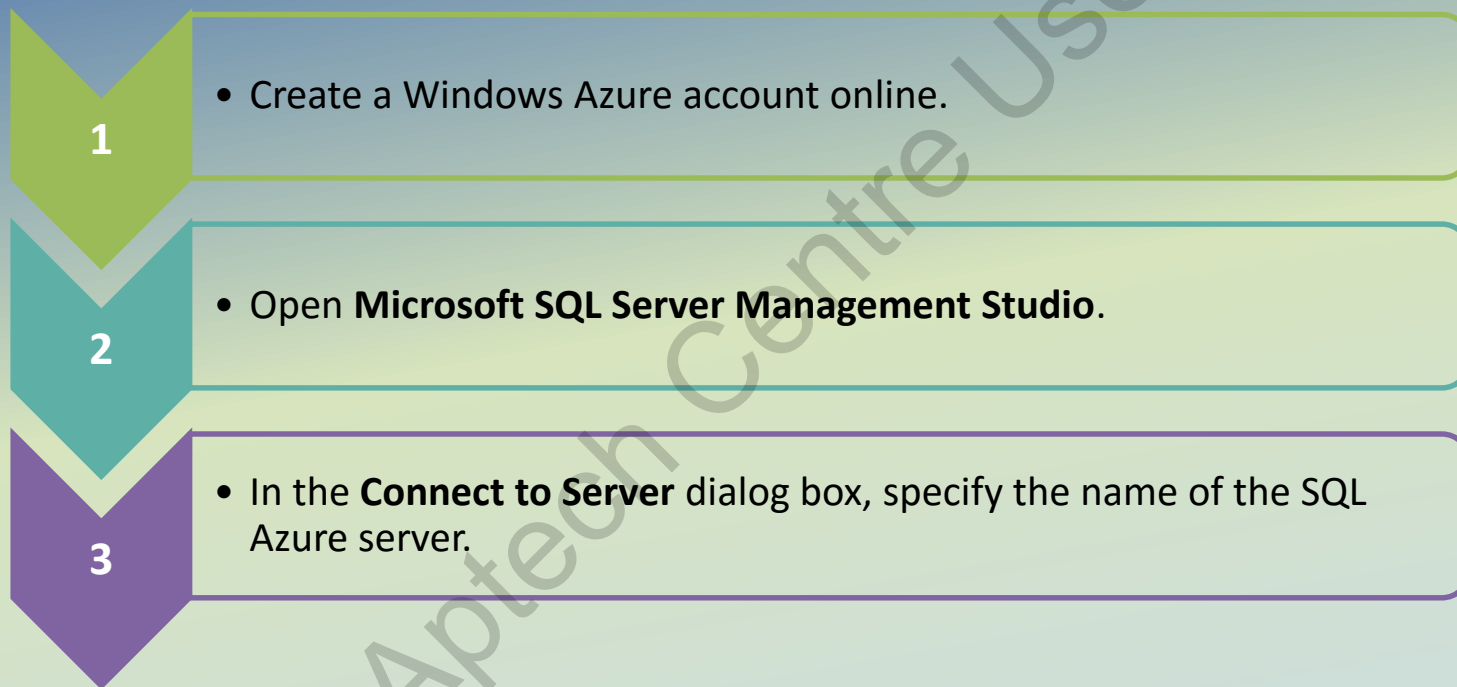 1
• Create a Windows Azure account online.
2
• Open Microsoft SQL Server Management Studio.
3
• In the Connect to Server dialog box, specify the name of the SQL
Azure server.
Aptech Centre Use